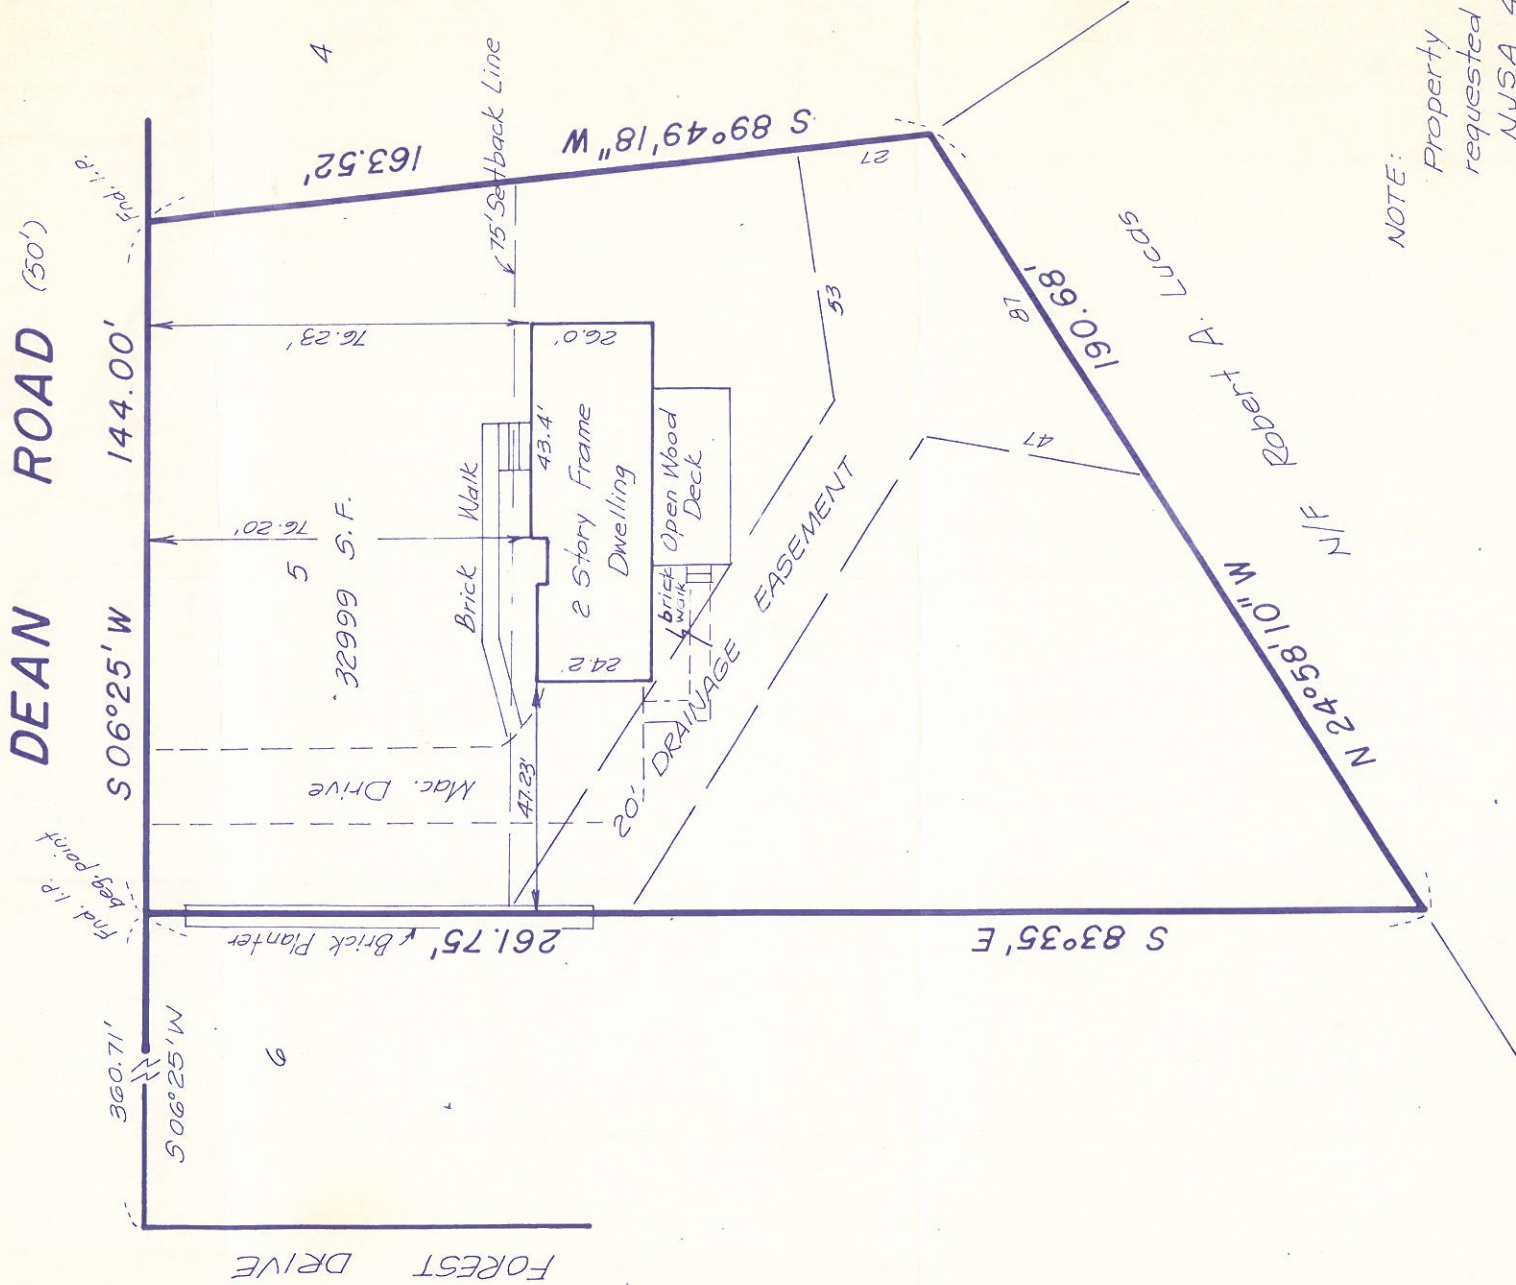 DEAN ROAD (50')
S 06°25' W 144.00'
Fnd. I.P.
Fnd. I.P.
beg. point
360.71'
S 06°25' W
6
FOREST DRIVE
4
163.52'
S 89°49'18" W
75' Setback Line
76.23'
76.20'
5
32999 S.F.
Brick Walk
Mac. Drive
47.23'
43.4'
26.0'
24.2'
2 Story Frame
Dwelling
Open Wood
Deck
brick
walk
20' DRAINAGE EASEMENT
53
27
47
87
190.68'
N 24°58'10" W
N/F Robert A. Lucas
Brick Planter
261.75'
S 83°35' E
NOTE:
Property
requested
NJSA